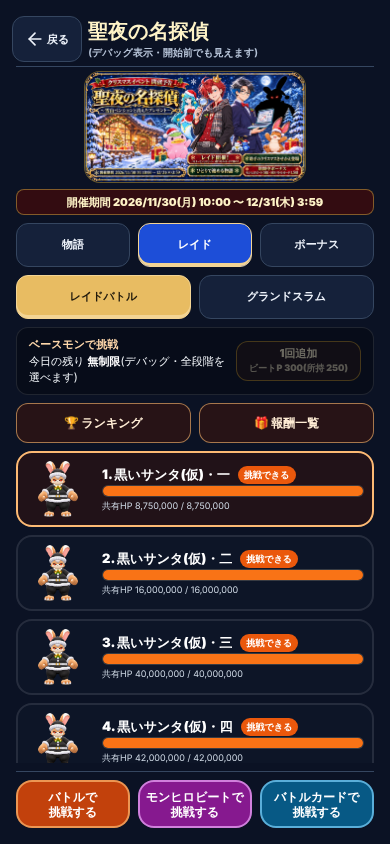 戻る
聖夜の名探偵
(デバッグ表示・開始前でも見えます)
聖夜の名探偵
開催期間 2026/11/30(月) 10:00 〜 12/31(木) 3:59
物語
レイド
ボーナス
レイドバトル
グランドスラム
ベースモンで挑戦
今日の残り 無制限(デバッグ・全段階を
選べます)
1回追加
ビートP 300(所持 250)
🏆 ランキング
🎁 報酬一覧
1. 黒いサンタ(仮)・一
挑戦できる
共有HP 8,750,000 / 8,750,000
2. 黒いサンタ(仮)・二
挑戦できる
共有HP 16,000,000 / 16,000,000
3. 黒いサンタ(仮)・三
挑戦できる
共有HP 40,000,000 / 40,000,000
4. 黒いサンタ(仮)・四
挑戦できる
共有HP 42,000,000 / 42,000,000
バトルで
挑戦する
モンヒロビートで
挑戦する
バトルカードで
挑戦する